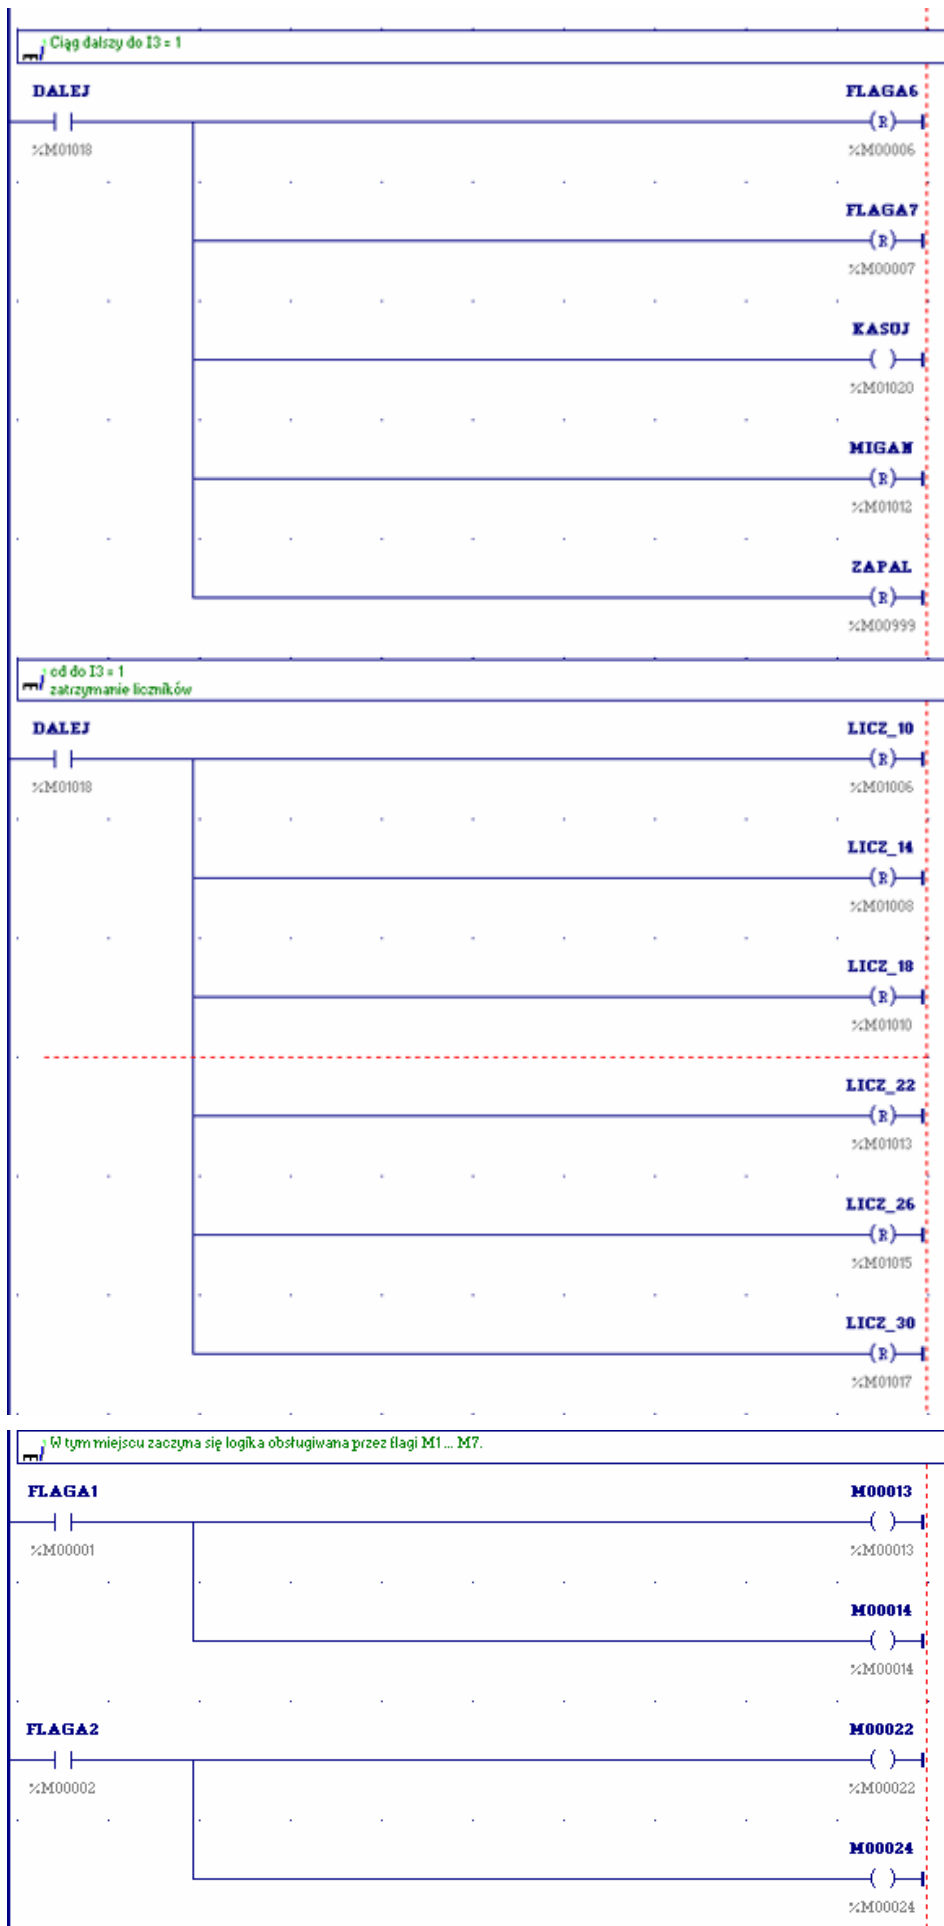 Ciąg dalszy do I3 = 1
DALEJ
FLAGA6
(R)
%M01018
%M00006
FLAGA7
(R)
%M00007
KASUJ
( )
%M01020
MIGAN
(R)
%M01012
ZAPAL
(R)
%M00999
cd do I3 = 1
zatrzymanie liczników
DALEJ
LICZ_10
(R)
%M01018
%M01006
LICZ_14
(R)
%M01008
LICZ_18
(R)
%M01010
LICZ_22
(R)
%M01013
LICZ_26
(R)
%M01015
LICZ_30
(R)
%M01017
W tym miejscu zaczyna się logika obsługiwana przez flagi M1... M7.
FLAGA1
M00013
( )
%M00001
%M00013
M00014
( )
%M00014
FLAGA2
M00022
( )
%M00002
%M00022
M00024
( )
%M00024